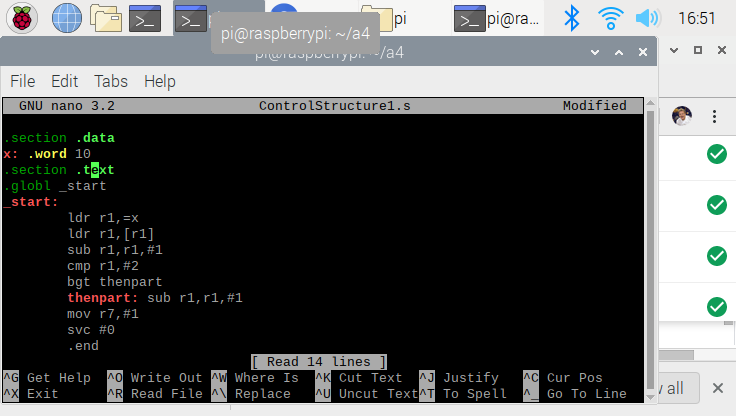 pi
pi@ra...
16:51
pi@raspberrypi: ~/a4
pi@raspberrypi: ~/a4
File Edit Tabs Help
GNU nano 3.2 ControlStructure1.s Modified
.section .data
x: .word 10
.section .text
.globl _start
_start:
ldr r1,=x
ldr r1,[r1]
sub r1,r1,#1
cmp r1,#2
bgt thenpart
thenpart: sub r1,r1,#1
mov r7,#1
svc #0
.end
[ Read 14 lines ]
^G Get Help ^O Write Out ^W Where Is ^K Cut Text ^J Justify ^C Cur Pos
^X Exit ^R Read File ^\ Replace ^U Uncut Text ^T To Spell ^_ Go To Line
all